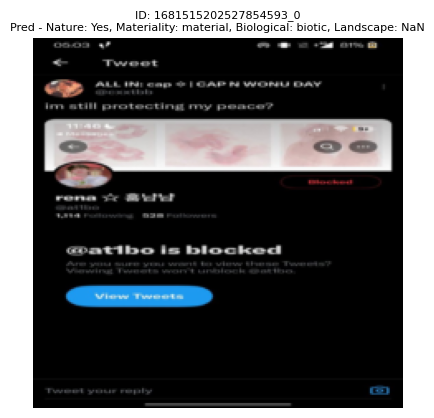 ID: 1681515202527854593_0
Pred - Nature: Yes, Materiality: material, Biological: biotic, Landscape: NaN
05:03
81%
Tweet
ALL IN: cap ✧ | CAP N WONU DAY
@cxxtbb
im still protecting my peace?
11:46
Blocked
rena ☆
@at1bo
1,114 Following 528 Followers
@at1bo is blocked
Are you sure you want to view these Tweets?
Viewing Tweets won't unblock @at1bo.
View Tweets
Tweet your reply